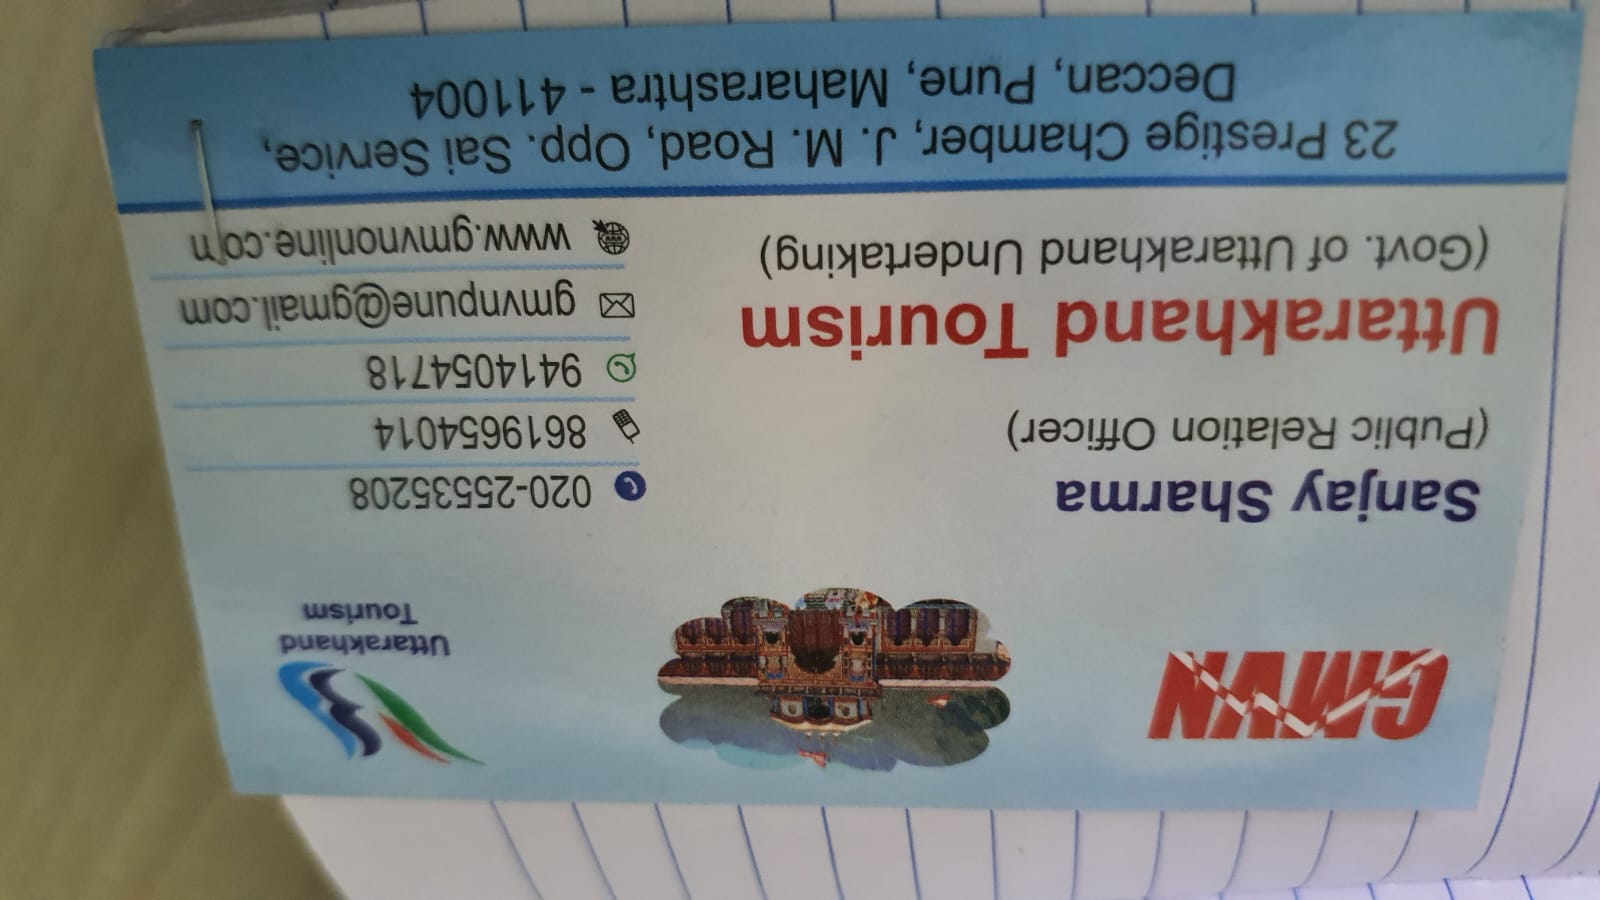 GMVN
Uttarakhand
Tourism
Sanjay Sharma
(Public Relation Officer)
Uttarakhand Tourism
(Govt. of Uttarakhand Undertaking)
020-25535208
8619654014
9414054718
gmvnpune@gmail.com
www.gmvnonline.com
23 Prestige Chamber, J. M. Road, Opp. Sai Service,
Deccan, Pune, Maharashtra - 411004